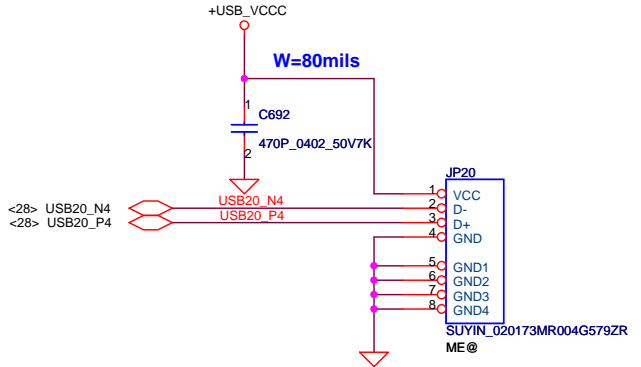 +USB_VCCC
W=80mils
1
C692
470P_0402_50V7K
2
JP20
<28> USB20_N4
USB20_N4
<28> USB20_P4
USB20_P4
1
VCC
2
D-
3
D+
4
GND
5
GND1
6
GND2
7
GND3
8
GND4
SUYIN_020173MR004G579ZR
ME@